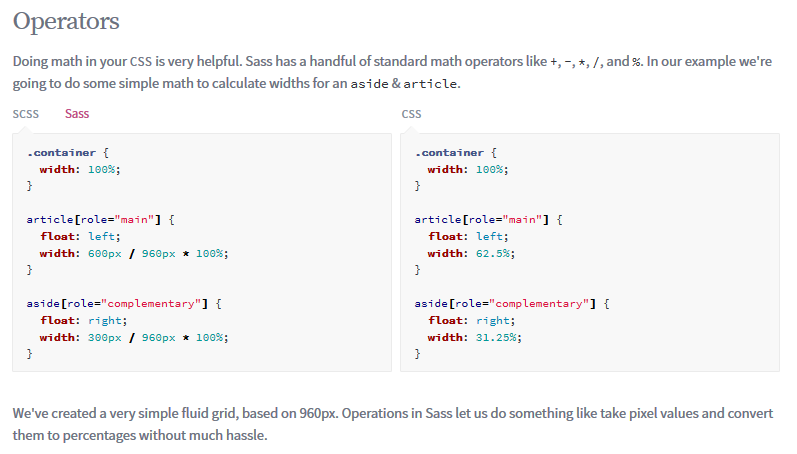 Operators
Doing math in your CSS is very helpful. Sass has a handful of standard math operators like +, -, *, /, and %. In our example we're
going to do some simple math to calculate widths for an aside & article.
SCSS Sass
.container {
  width: 100%;
}

article[role="main"] {
  float: left;
  width: 600px / 960px * 100%;
}

aside[role="complementary"] {
  float: right;
  width: 300px / 960px * 100%;
}
CSS
.container {
  width: 100%;
}

article[role="main"] {
  float: left;
  width: 62.5%;
}

aside[role="complementary"] {
  float: right;
  width: 31.25%;
}
We've created a very simple fluid grid, based on 960px. Operations in Sass let us do something like take pixel values and convert
them to percentages without much hassle.